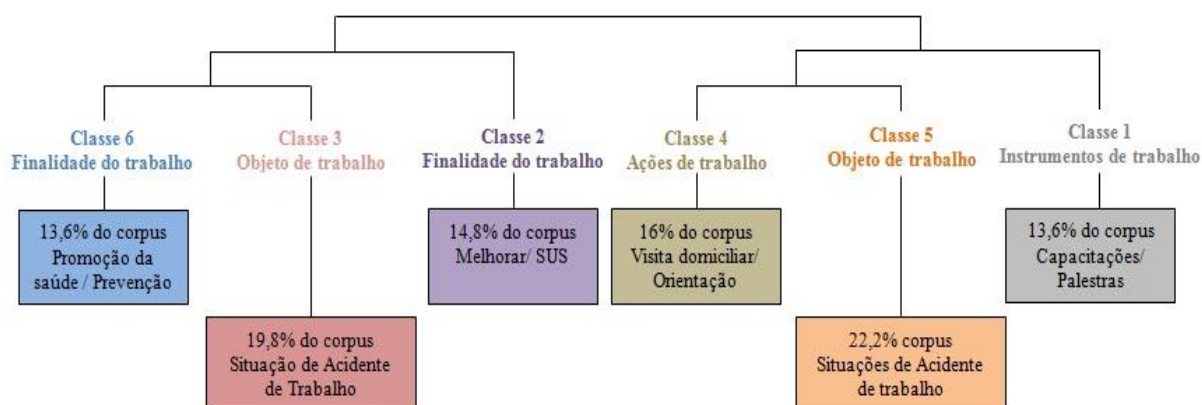 Classe 6
Finalidade do trabalho
Classe 3
Objeto de trabalho
Classe 2
Finalidade do trabalho
Classe 4
Ações de trabalho
Classe 5
Objeto de trabalho
Classe 1
Instrumentos de trabalho
13,6% do corpus
Promoção da
saúde / Prevenção
14,8% do corpus
Melhorar/ SUS
16% do corpus
Visita domiciliar/
Orientação
13,6% do corpus
Capacitações/
Palestras
19,8% do corpus
Situação de Acidente
de Trabalho
22,2% corpus
Situações de Acidente
de trabalho